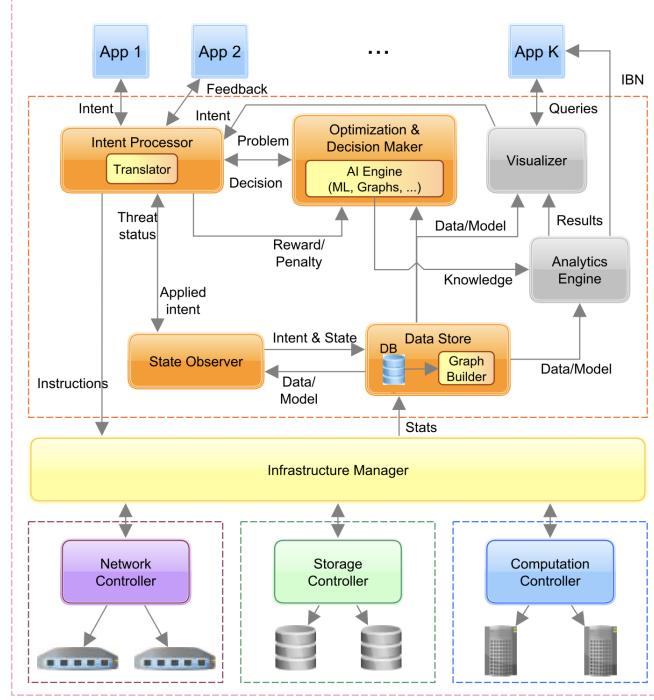 App 1
App 2
...
App K
IBN
Feedback
Intent
Intent
Queries
Intent Processor
Translator
Problem
Decision
Optimization &
Decision Maker
AI Engine
(ML, Graphs, ...)
Visualizer
Threat
status
Reward/
Penalty
Data/Model
Results
Knowledge
Analytics
Engine
Applied
intent
State Observer
Intent & State
Data/
Model
Data Store
DB
Graph
Builder
Data/Model
Instructions
Stats
Infrastructure Manager
Network
Controller
Storage
Controller
Computation
Controller